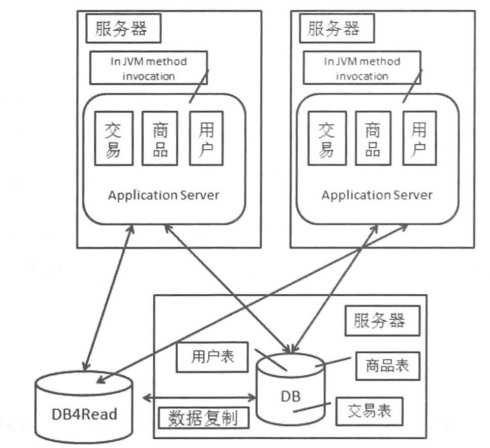 服务器
In JVM method
invocation
交易
商品
用户
Application Server
服务器
In JVM method
invocation
交易
商品
用户
Application Server
服务器
用户表
商品表
DB
交易表
DB4Read
数据复制